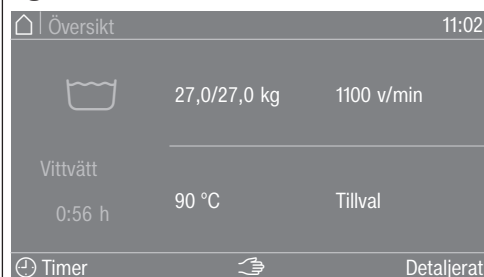 Översikt 11:02
27,0/27,0 kg 1100 v/min
Vittvätt
90 °C Tillval
0:56 h
Timer Detaljerat